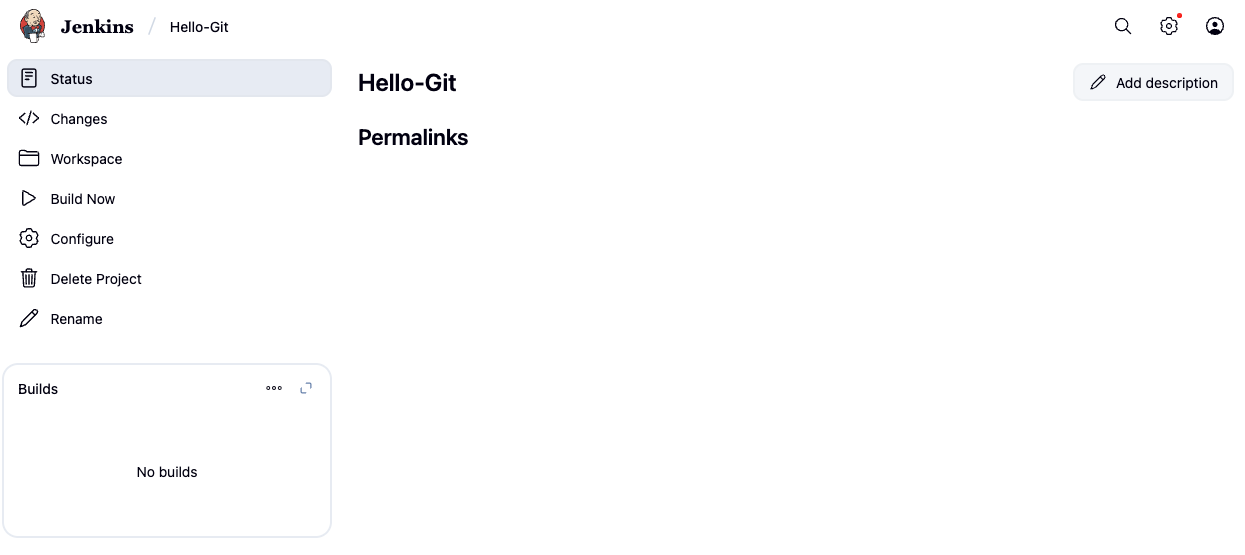 Jenkins / Hello-Git
Status
Changes
Workspace
Build Now
Configure
Delete Project
Rename
Builds
No builds
Hello-Git
Add description
Permalinks